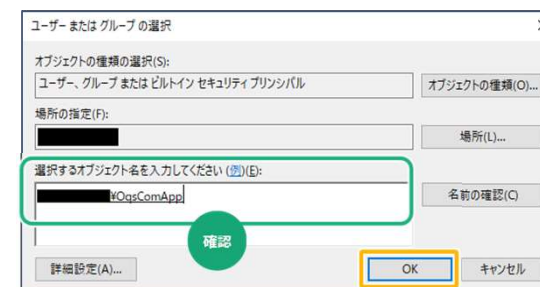 ユーザー または グループ の選択
オブジェクトの種類の選択(S):
ユーザー、グループ または ビルトイン セキュリティ プリンシパル
オブジェクトの種類(O)...
場所の指定(F):
場所(L)...
選択するオブジェクト名を入力してください (例)(E):
¥OqsComApp
名前の確認(C)
確認
詳細設定(A)...
OK
キャンセル